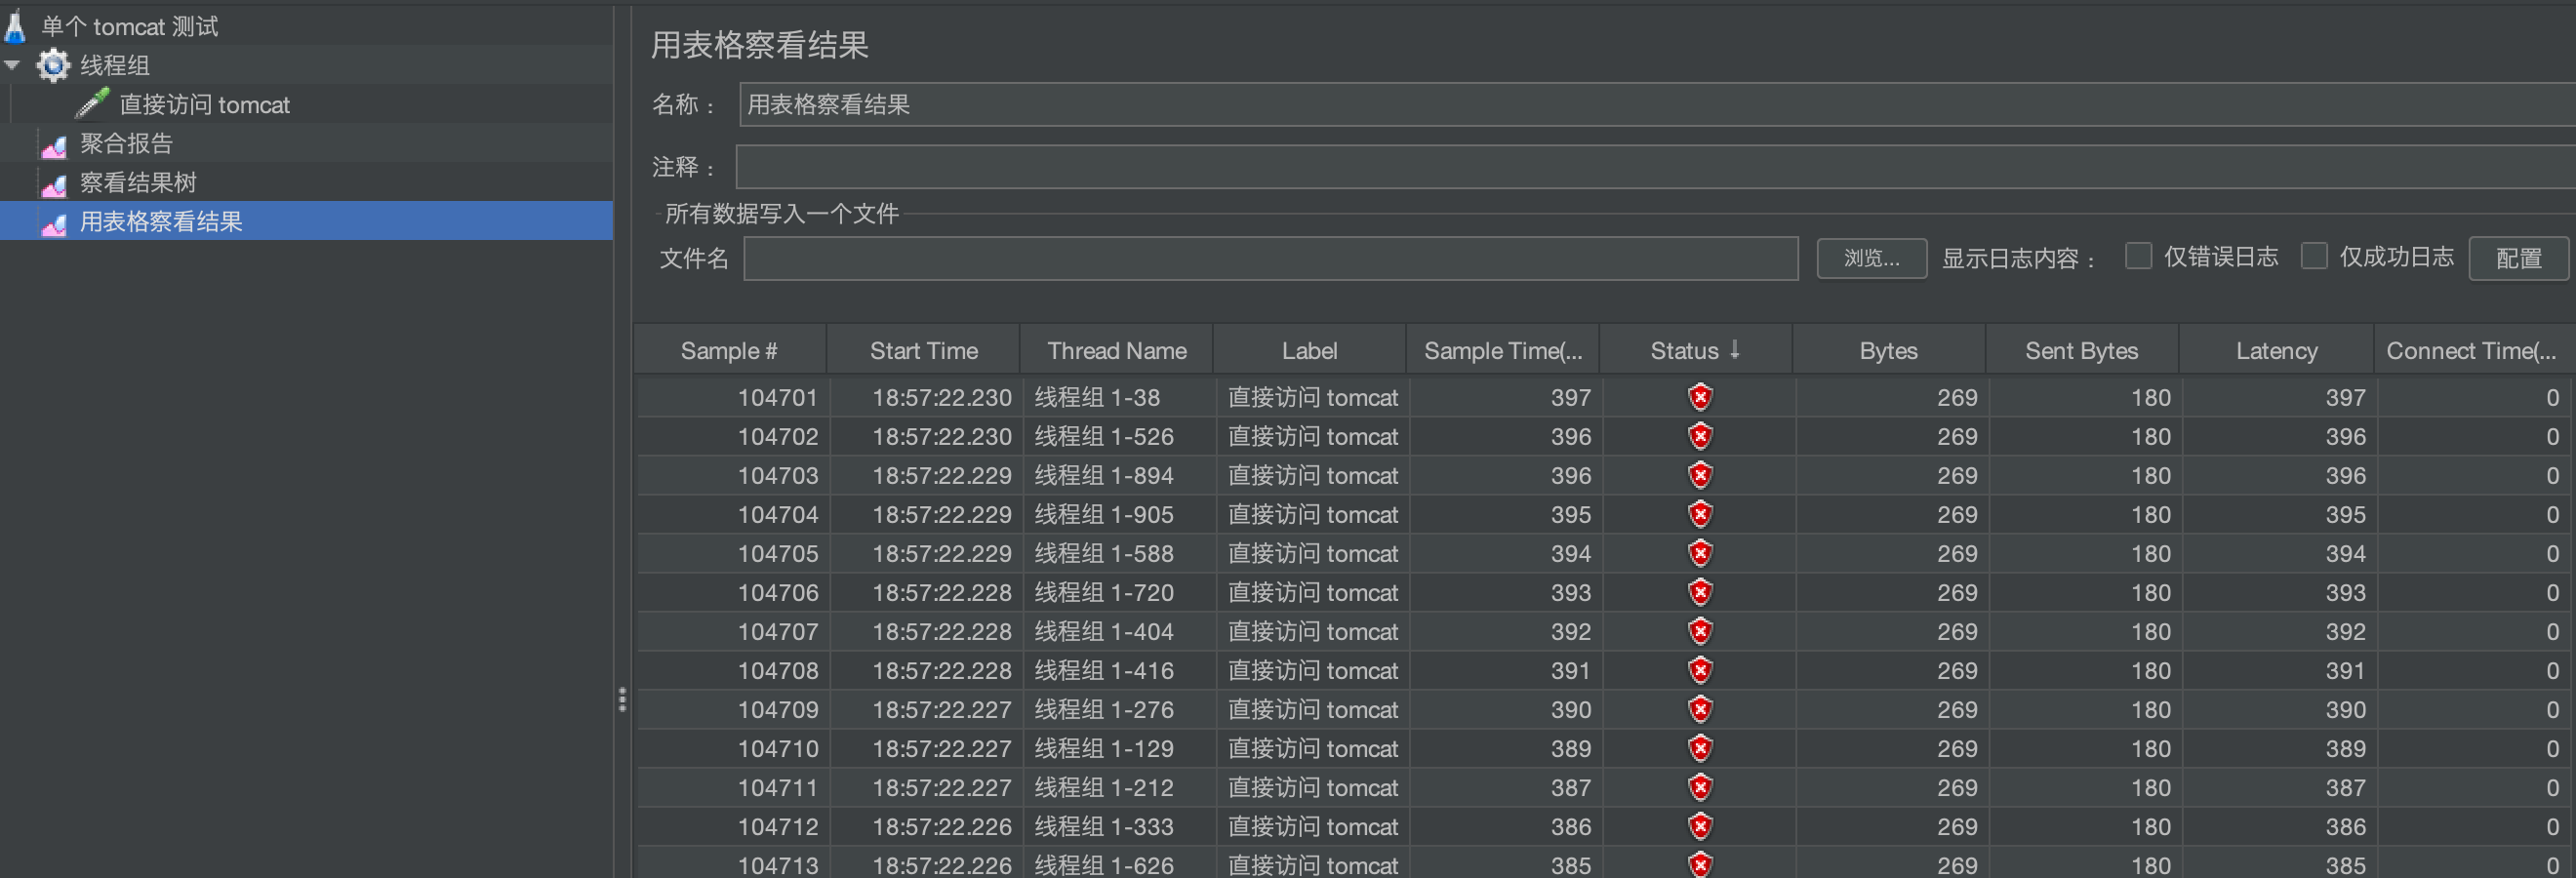 单个 tomcat 测试
线程组
直接访问 tomcat
聚合报告
察看结果树
用表格察看结果
用表格察看结果
名称： 用表格察看结果
注释：
所有数据写入一个文件
文件名 浏览... 显示日志内容： 仅错误日志 仅成功日志 配置
Sample # Start Time Thread Name Label Sample Time(... Status ↓ Bytes Sent Bytes Latency Connect Time(...
104701 18:57:22.230 线程组 1-38 直接访问 tomcat 397 269 180 397 0
104702 18:57:22.230 线程组 1-526 直接访问 tomcat 396 269 180 396 0
104703 18:57:22.229 线程组 1-894 直接访问 tomcat 396 269 180 396 0
104704 18:57:22.229 线程组 1-905 直接访问 tomcat 395 269 180 395 0
104705 18:57:22.229 线程组 1-588 直接访问 tomcat 394 269 180 394 0
104706 18:57:22.228 线程组 1-720 直接访问 tomcat 393 269 180 393 0
104707 18:57:22.228 线程组 1-404 直接访问 tomcat 392 269 180 392 0
104708 18:57:22.228 线程组 1-416 直接访问 tomcat 391 269 180 391 0
104709 18:57:22.227 线程组 1-276 直接访问 tomcat 390 269 180 390 0
104710 18:57:22.227 线程组 1-129 直接访问 tomcat 389 269 180 389 0
104711 18:57:22.227 线程组 1-212 直接访问 tomcat 387 269 180 387 0
104712 18:57:22.226 线程组 1-333 直接访问 tomcat 386 269 180 386 0
104713 18:57:22.226 线程组 1-626 直接访问 tomcat 385 269 180 385 0